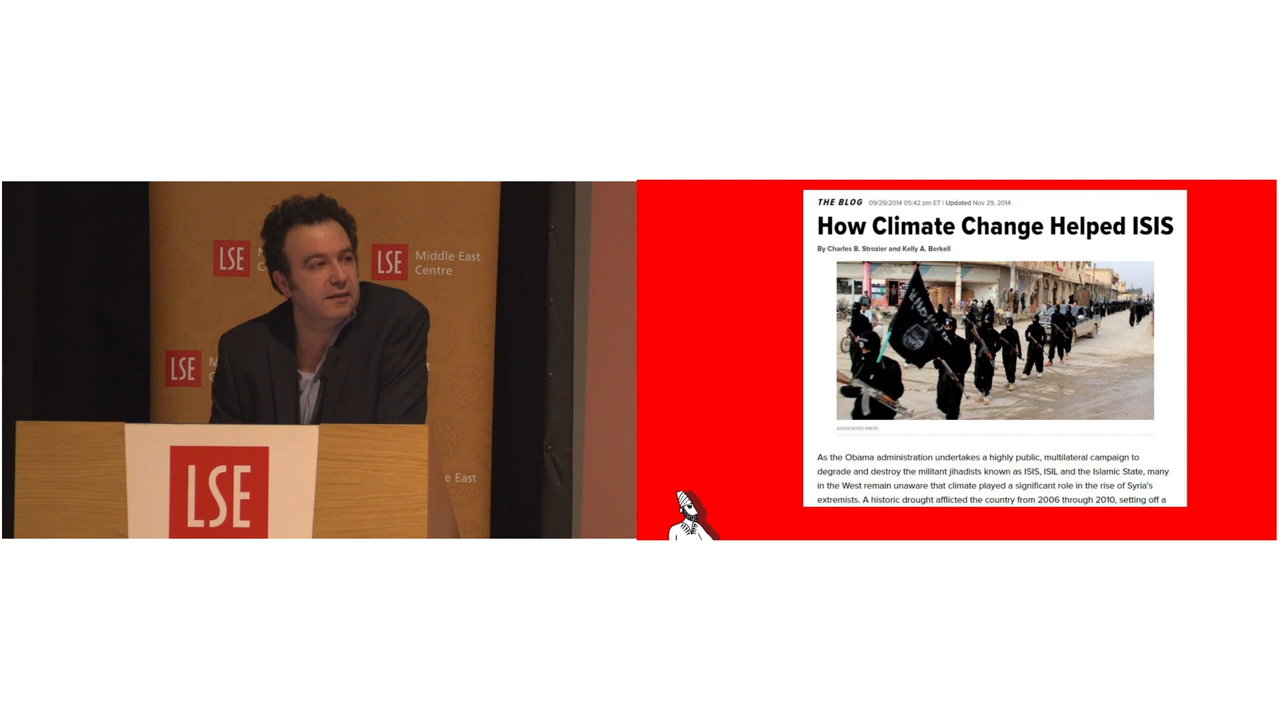 LSE
LSE
Middle East
Centre
LSE
e East
LSE
THE BLOG 09/29/2014 05:42 pm ET | Updated Nov 29, 2014
How Climate Change Helped ISIS
By Charles B. Strozier and Kelly A. Berkell
ASSOCIATED PRESS
As the Obama administration undertakes a highly public, multilateral campaign to
degrade and destroy the militant jihadists known as ISIS, ISIL and the Islamic State, many
in the West remain unaware that climate played a significant role in the rise of Syria's
extremists. A historic drought afflicted the country from 2006 through 2010, setting off a